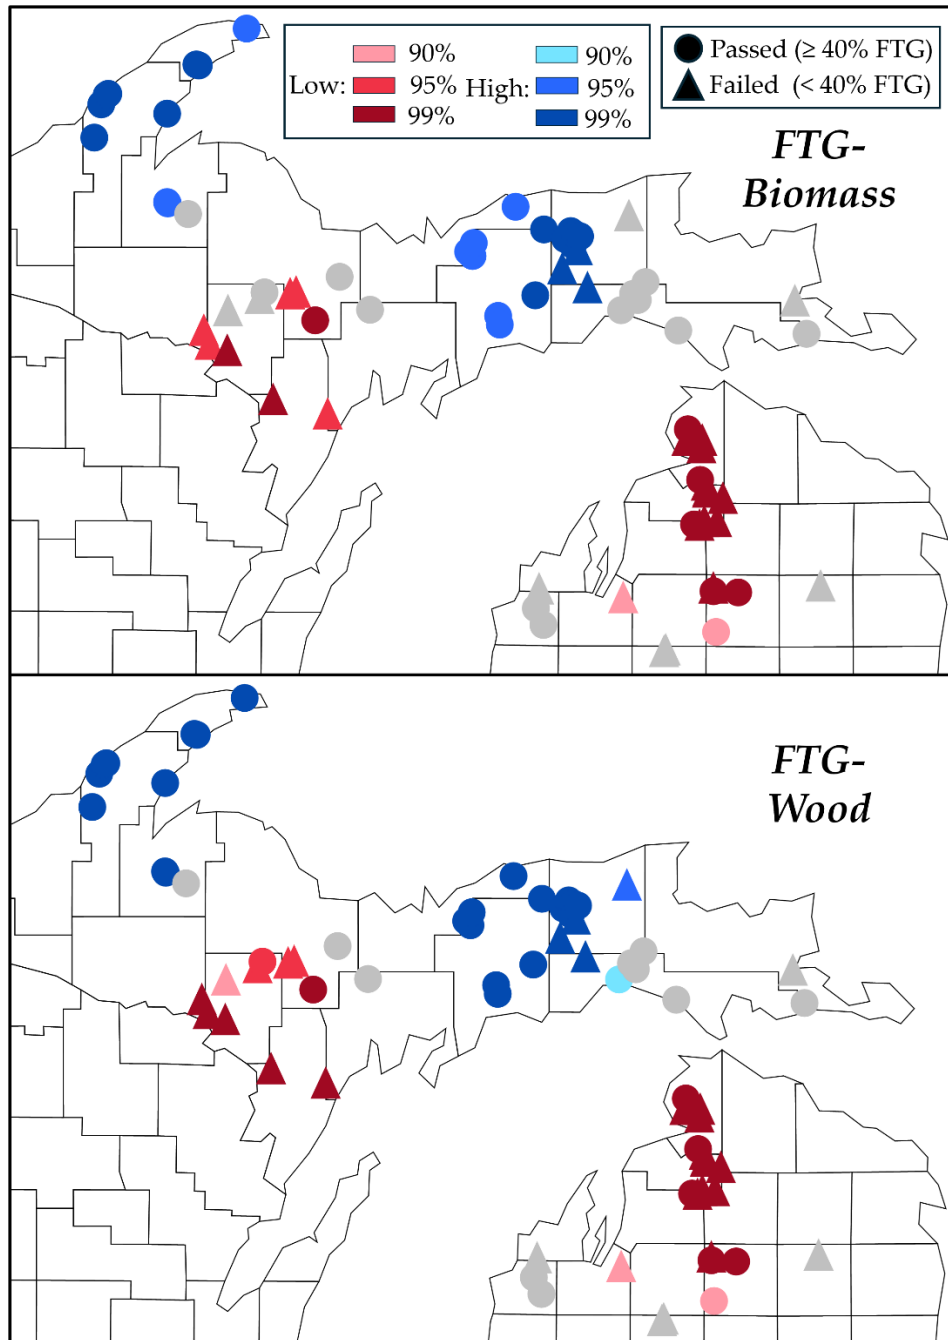 90% 90% Passed (≥ 40% FTG)
Low: 95% High: 95% Failed (< 40% FTG)
99% 99%
FTG-
Biomass
FTG-
Wood